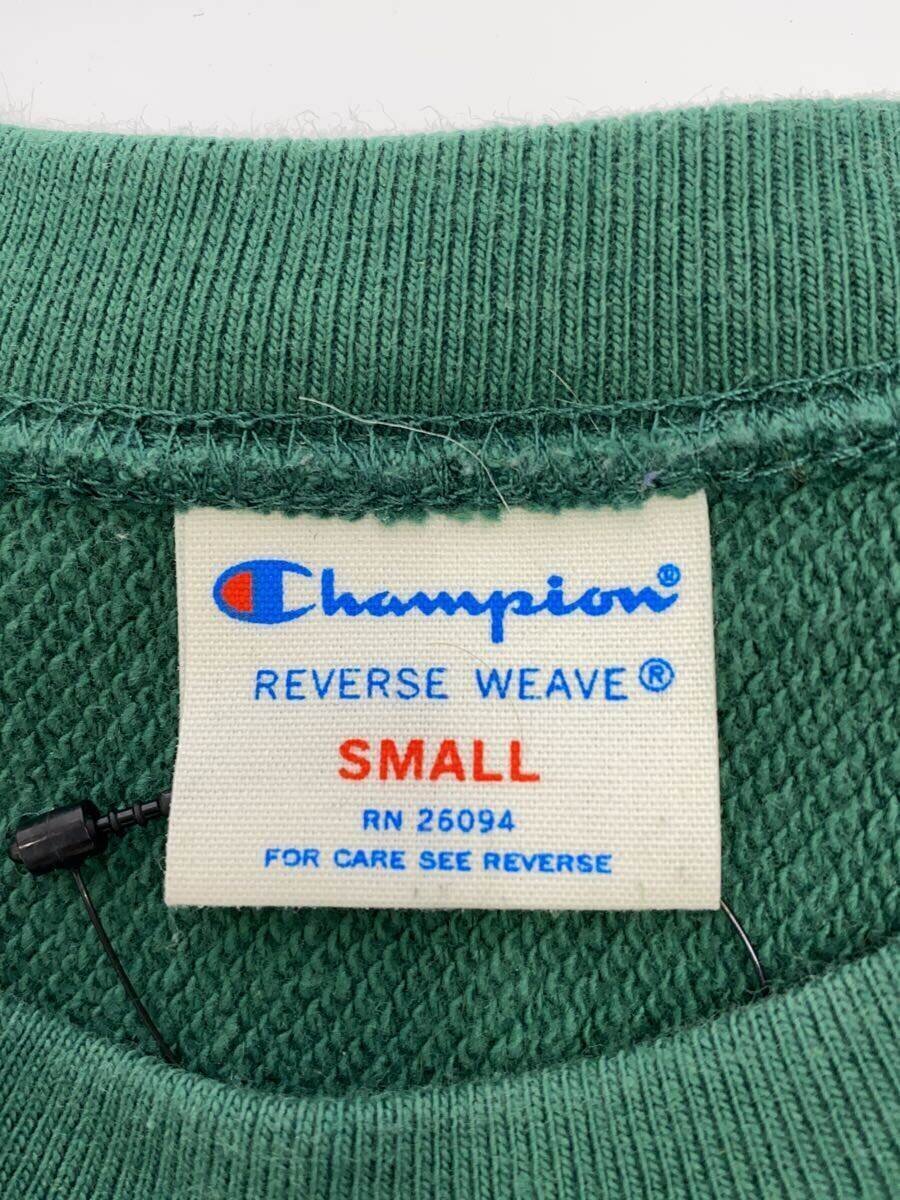 Champion®
REVERSE WEAVE®
SMALL
RN 26094
FOR CARE SEE REVERSE